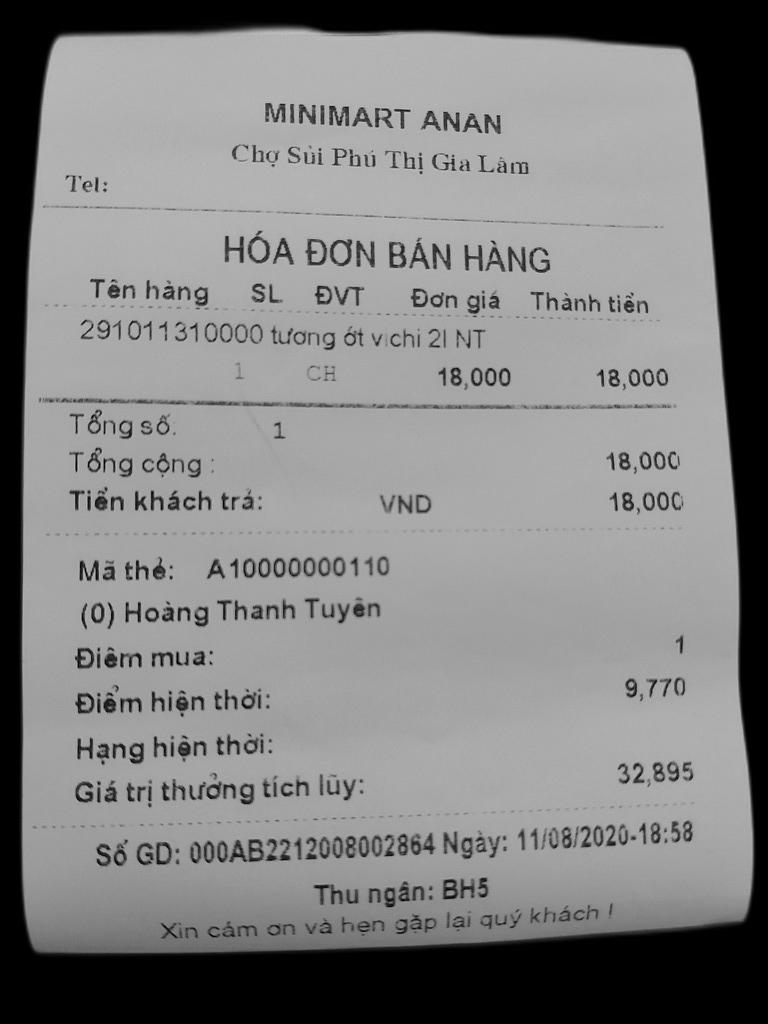 MINIMART ANAN
Chợ Sủi Phú Thị Gia Lâm
Tel:
HÓA ĐƠN BÁN HÀNG
Tên hàng SL ĐVT Đơn giá Thành tiền
291011310000 tương ớt vichi 2l NT
1 CH 18,000 18,000
Tổng số: 1
Tổng cộng : 18,000
Tiền khách trả: VND 18,000
Mã thẻ: A10000000110
(0) Hoàng Thanh Tuyên
Điểm mua: 1
Điểm hiện thời: 9,770
Hạng hiện thời:
Giá trị thưởng tích lũy: 32,895
Số GD: 000AB2212008002864 Ngày: 11/08/2020-18:58
Thu ngân: BH5
Xin cám ơn và hẹn gặp lại quý khách !